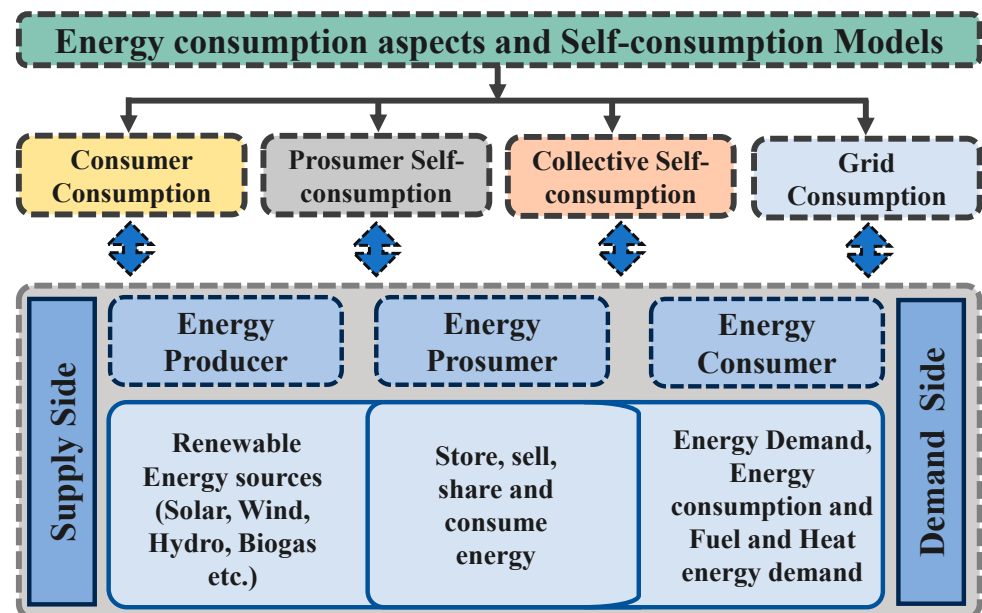 Energy consumption aspects and Self-consumption Models
Consumer
Consumption
Prosumer Self-
consumption
Collective Self-
consumption
Grid
Consumption
Supply Side
Energy
Producer
Energy
Prosumer
Energy
Consumer
Demand Side
Renewable
Energy sources
(Solar, Wind,
Hydro, Biogas
etc.)
Store, sell,
share and
consume
energy
Energy Demand,
Energy
consumption and
Fuel and Heat
energy demand